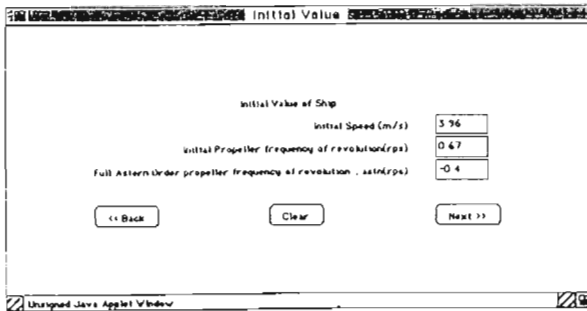 Initial Value
Initial Value of Ship
Initial Speed (m/s) 3.96
Initial Propeller frequency of revolution(rps) 0.67
Full Astern Order propeller frequency of revolution , (rps) -0.4
<< Back Clear Next >>
Unsigned Java Applet Window